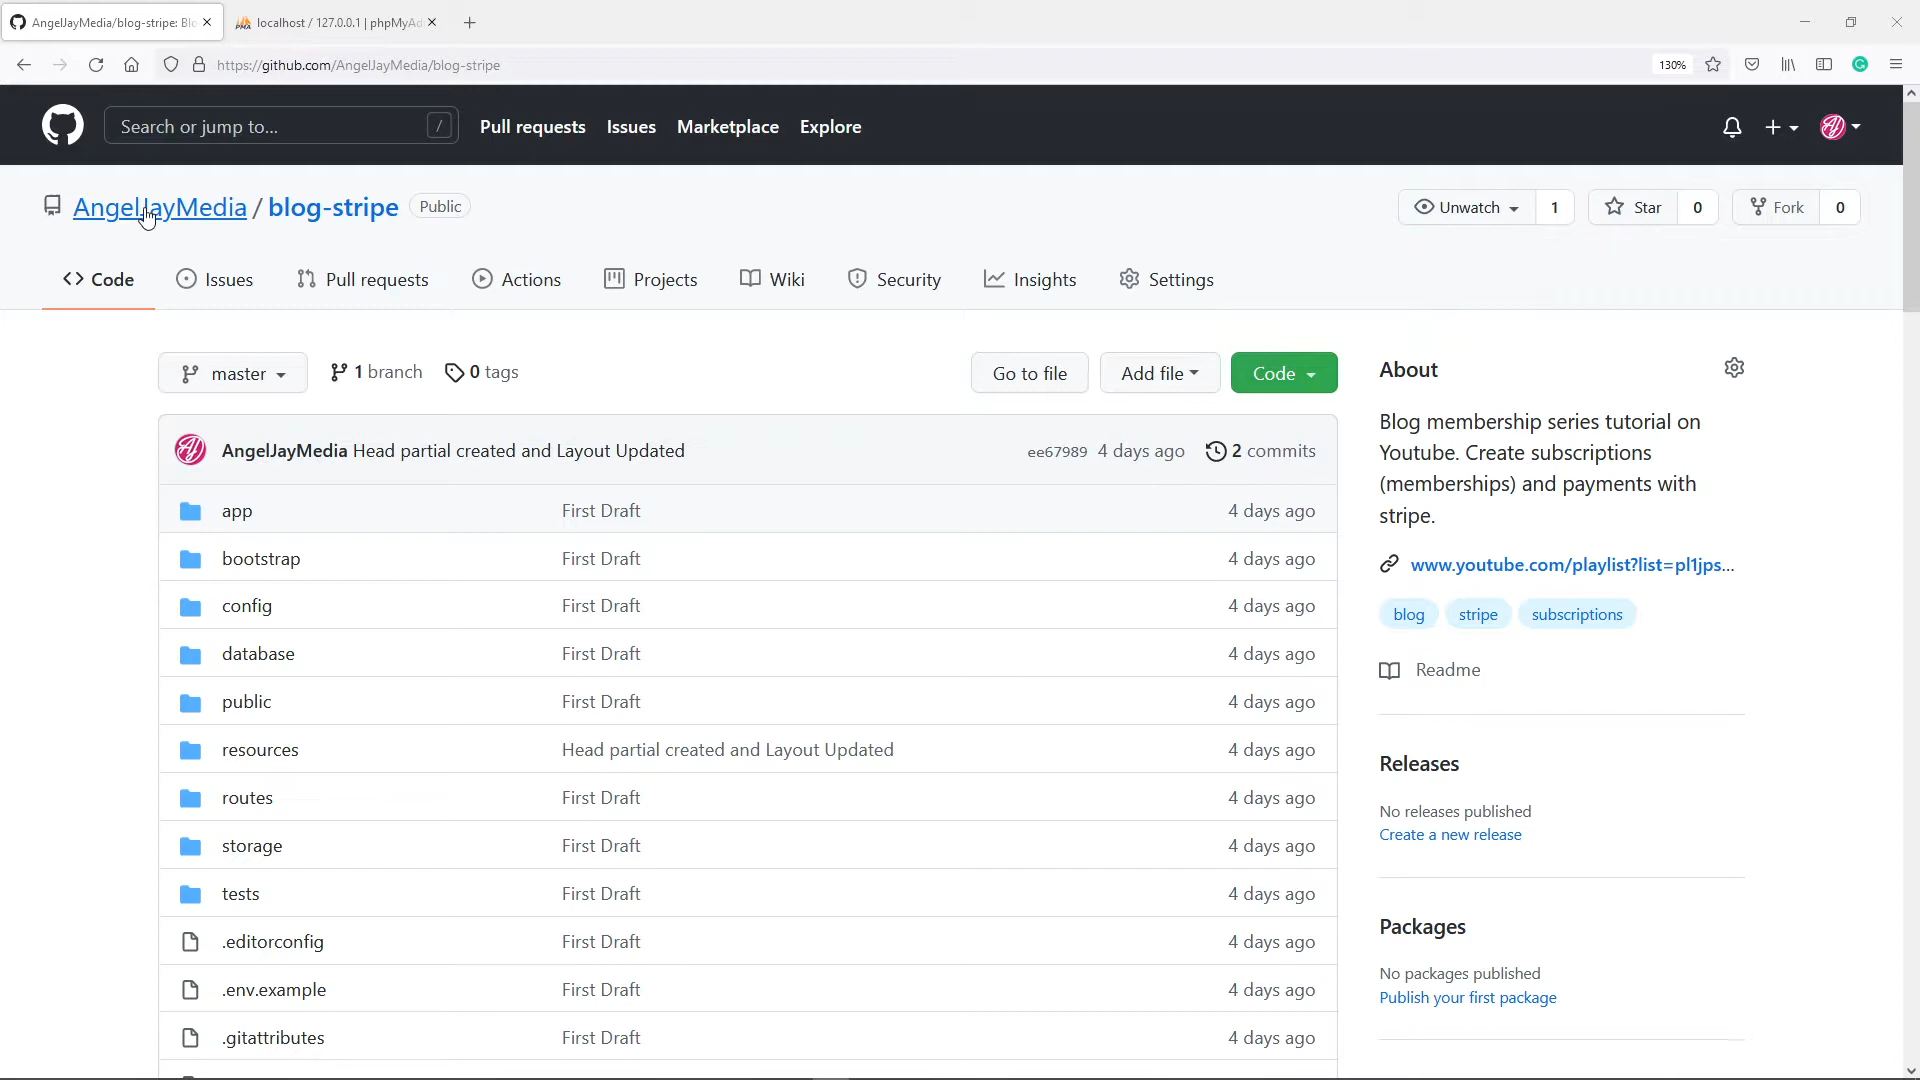 AngelJayMedia/blog-stripe: Blo
localhost / 127.0.0.1 | phpMyAd
https://github.com/AngelJayMedia/blog-stripe
130%
Search or jump to...
/
Pull requests
Issues
Marketplace
Explore
AngelJayMedia / blog-stripe
Public
Unwatch
1
Star
0
Fork
0
Code
Issues
Pull requests
Actions
Projects
Wiki
Security
Insights
Settings
master
1 branch
0 tags
Go to file
Add file
Code
AngelJayMedia Head partial created and Layout Updated
ee67989 4 days ago
2 commits
app First Draft 4 days ago
bootstrap First Draft 4 days ago
config First Draft 4 days ago
database First Draft 4 days ago
public First Draft 4 days ago
resources Head partial created and Layout Updated 4 days ago
routes First Draft 4 days ago
storage First Draft 4 days ago
tests First Draft 4 days ago
.editorconfig First Draft 4 days ago
.env.example First Draft 4 days ago
.gitattributes First Draft 4 days ago
About
Blog membership series tutorial on
Youtube. Create subscriptions
(memberships) and payments with
stripe.
www.youtube.com/playlist?list=pl1jps...
blog
stripe
subscriptions
Readme
Releases
No releases published
Create a new release
Packages
No packages published
Publish your first package